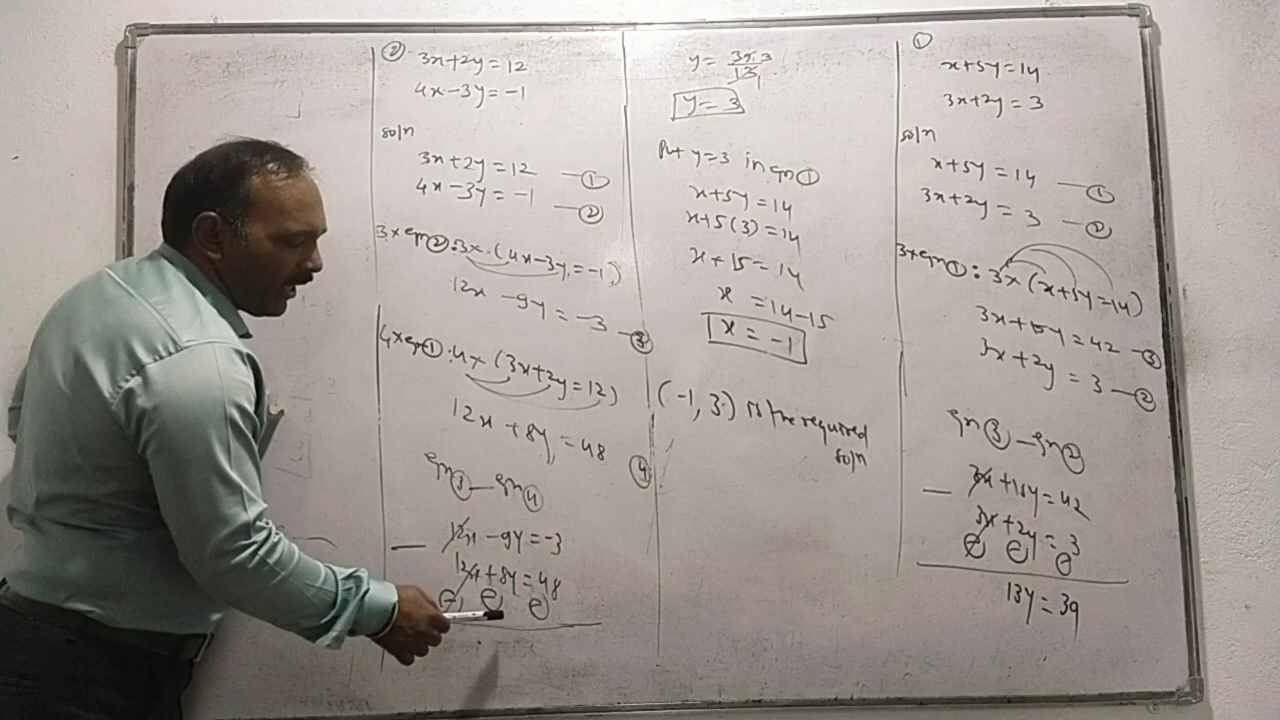 ①
x+5y=14
3x+2y=3
soln
x+5y=14 —①
3x+2y=3 —②
3×eqn①: 3×(x+5y=14)
3x+15y=42 —③
3x+2y=3 —②
eqn③—eqn②
— 3x+15y=42
3x+2y=3
(-) (-) (-)
13y=39
y=39 3/13 1
y=3
Put y=3 in eqn①
x+5y=14
x+5(3)=14
x+15=14
x =14-15
x=-1
(-1, 3) is the required
soln
② 3x+2y=12
4x-3y=-1
soln
3x+2y=12 —①
4x-3y=-1 —②
3×eqn②: 3×(4x-3y=-1)
12x-9y=-3 —③
4×eqn①: 4×(3x+2y=12)
12x+8y=48 ④
eqn③—eqn④
— 12x-9y=-3
12x+8y=48
(-) (-) (-)